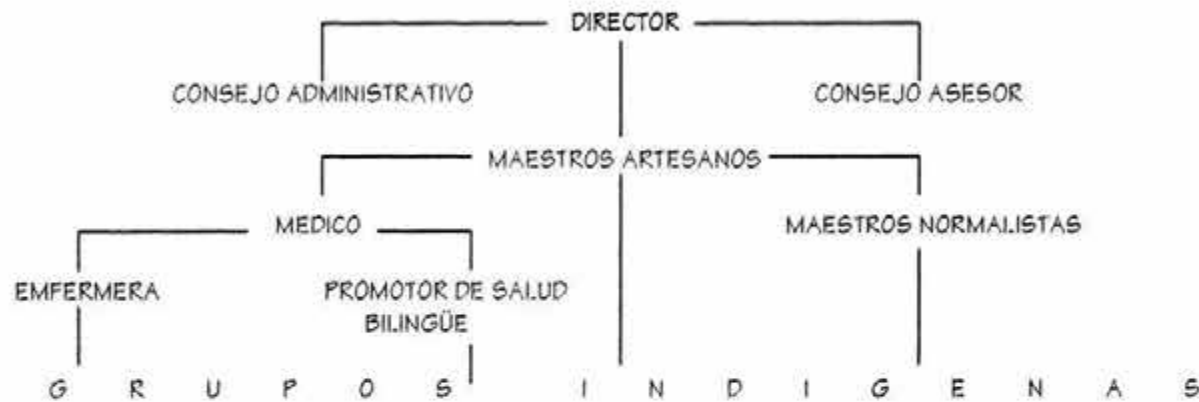 DIRECTOR
CONSEJO ADMINISTRATIVO
CONSEJO ASESOR
MAESTROS ARTESANOS
MEDICO
MAESTROS NORMALISTAS
EMFERMERA
PROMOTOR DE SALUD
BILINGÜE
G R U P O S I N D I G E N A S